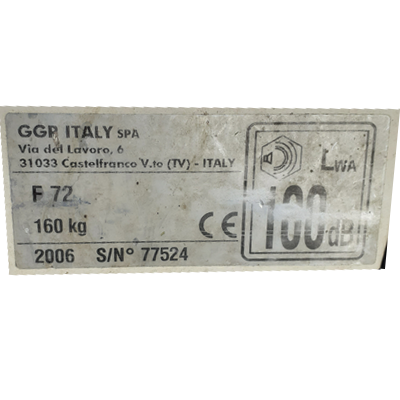 GGP ITALY SPA
Via del Lavoro, 6
31033 Castelfranco V.to (TV) - ITALY
F 72
160 kg
CE
2006 S/N° 77524
LWA
100 dB